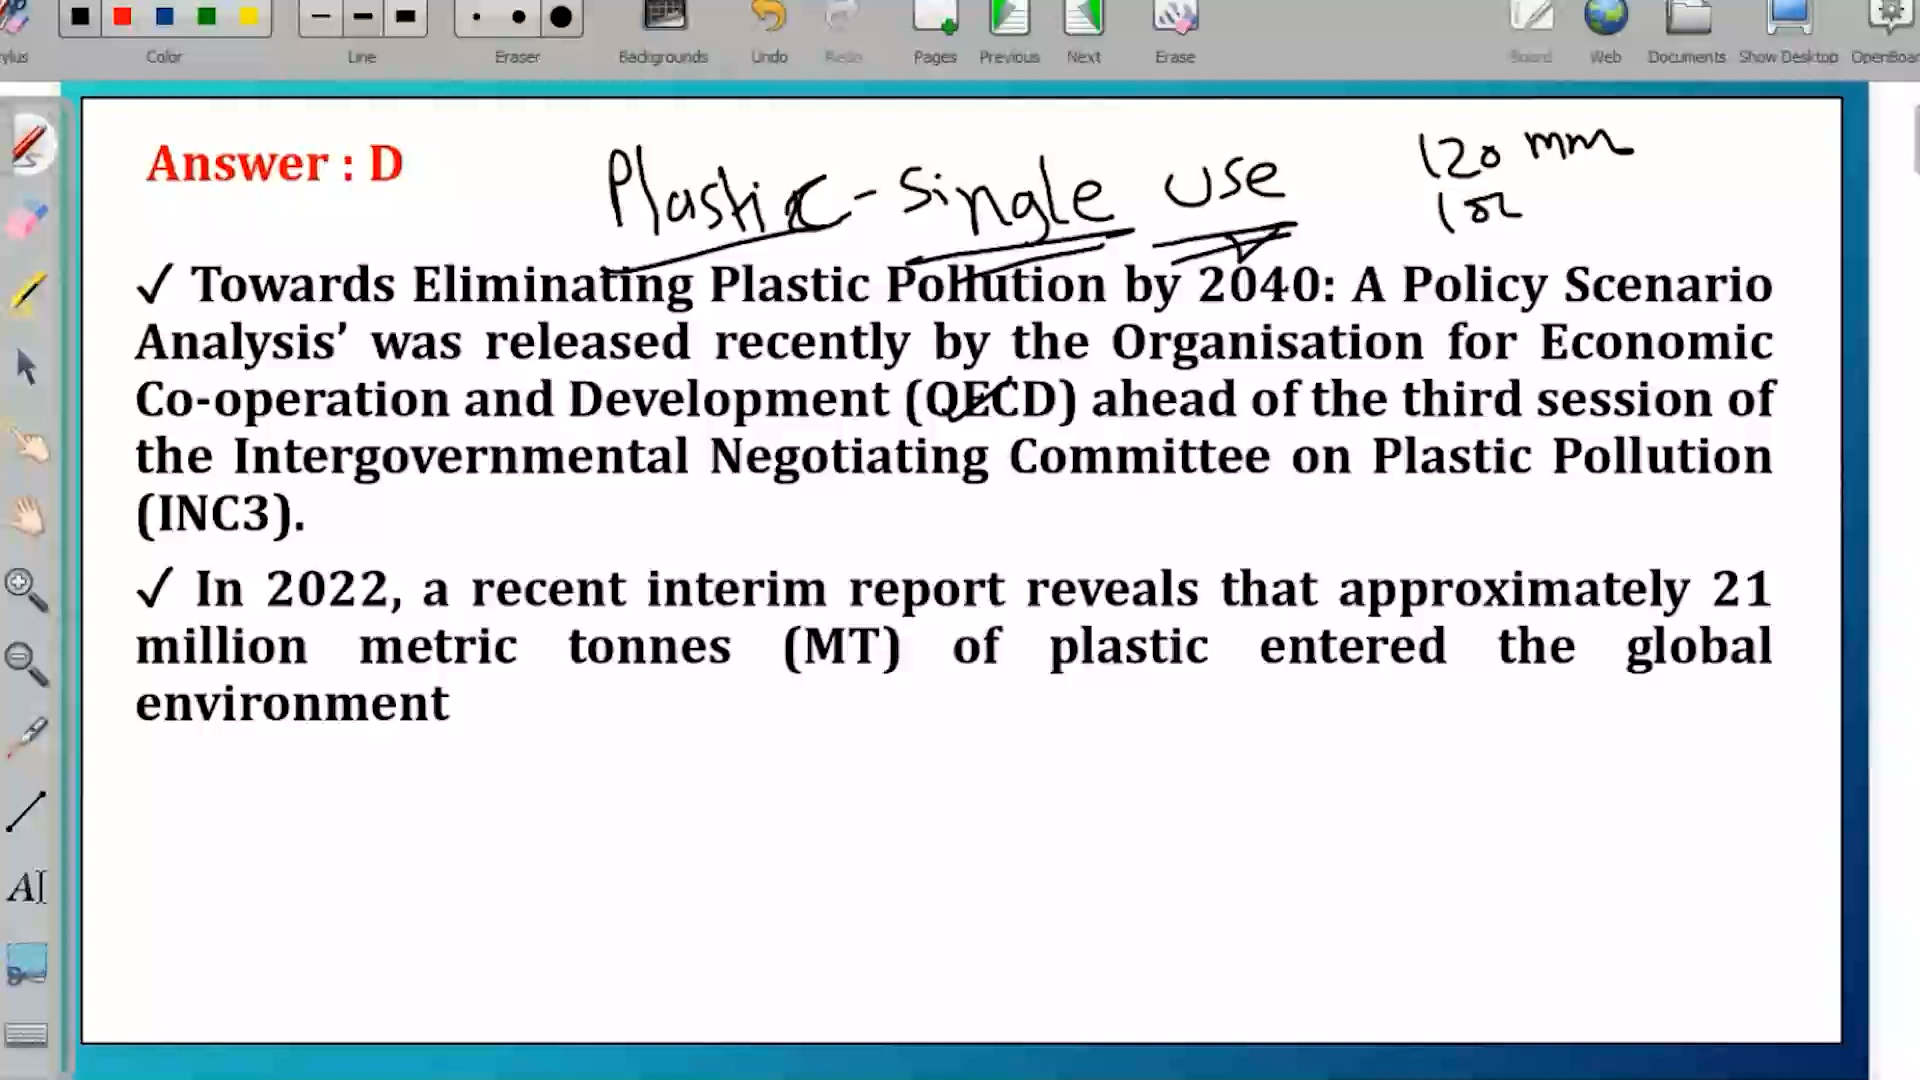 ylus
Color
Line
Eraser
Backgrounds
Undo
Redo
Pages
Previous
Next
Erase
Board
Web
Documents
Show Desktop
OpenBoar
Answer : D
Plastic - single use
120 mm
✓ Towards Eliminating Plastic Pollution by 2040: A Policy Scenario
Analysis’ was released recently by the Organisation for Economic
Co-operation and Development (OECD) ahead of the third session of
the Intergovernmental Negotiating Committee on Plastic Pollution
(INC3).
✓ In 2022, a recent interim report reveals that approximately 21
million metric tonnes (MT) of plastic entered the global
environment
AI